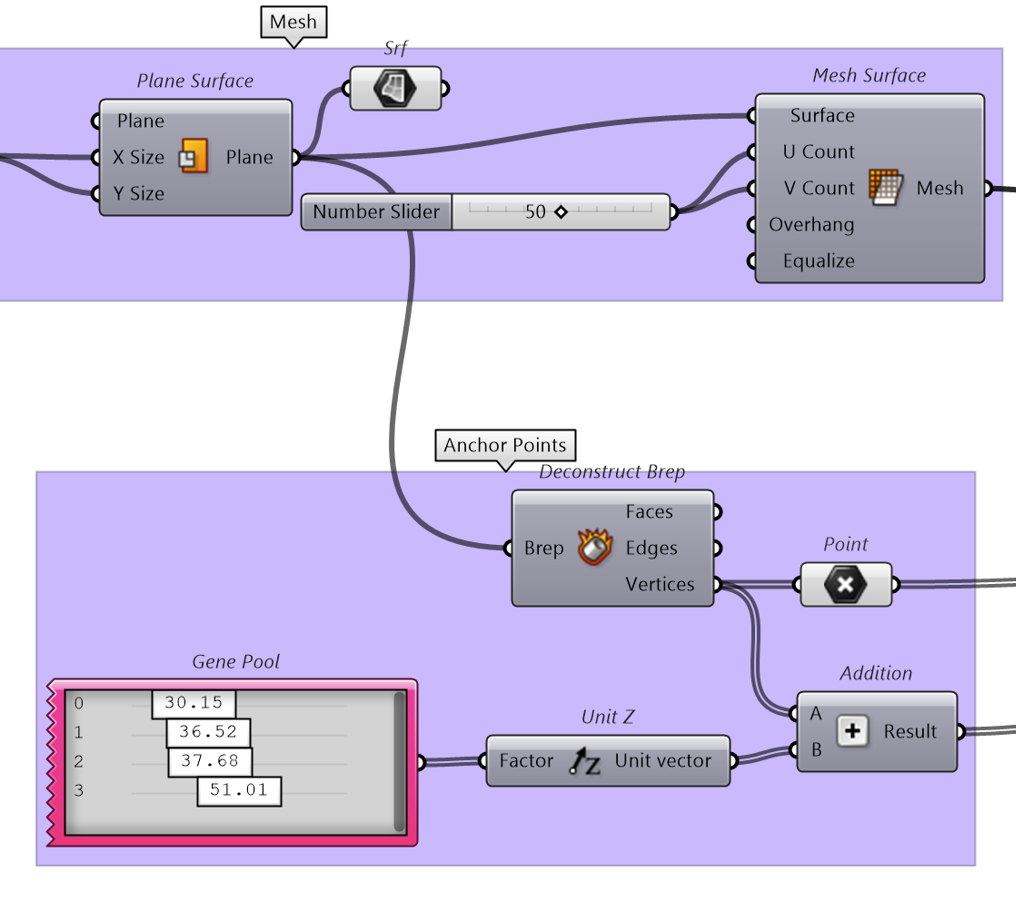 Mesh
Srf
Plane Surface
Mesh Surface
Plane
X Size
Y Size
Plane
Number Slider
50
Surface
U Count
V Count
Overhang
Equalize
Mesh
Anchor Points
Deconstruct Brep
Brep
Faces
Edges
Vertices
Point
Gene Pool
0 30.15
1 36.52
2 37.68
3 51.01
Unit Z
Factor
Z
Unit vector
Addition
A
B
+
Result